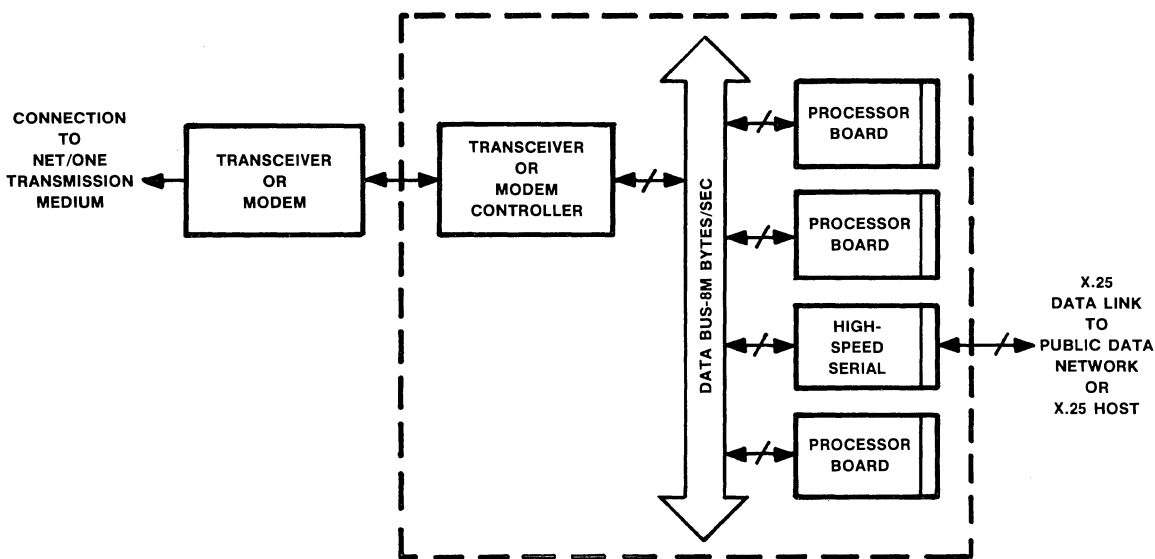 CONNECTION
TO
NET/ONE
TRANSMISSION
MEDIUM
TRANSCEIVER
OR
MODEM
TRANSCEIVER
OR
MODEM
CONTROLLER
DATA BUS-8M BYTES/SEC
PROCESSOR
BOARD
PROCESSOR
BOARD
HIGH-
SPEED
SERIAL
PROCESSOR
BOARD
X.25
DATA LINK
TO
PUBLIC DATA
NETWORK
OR
X.25 HOST